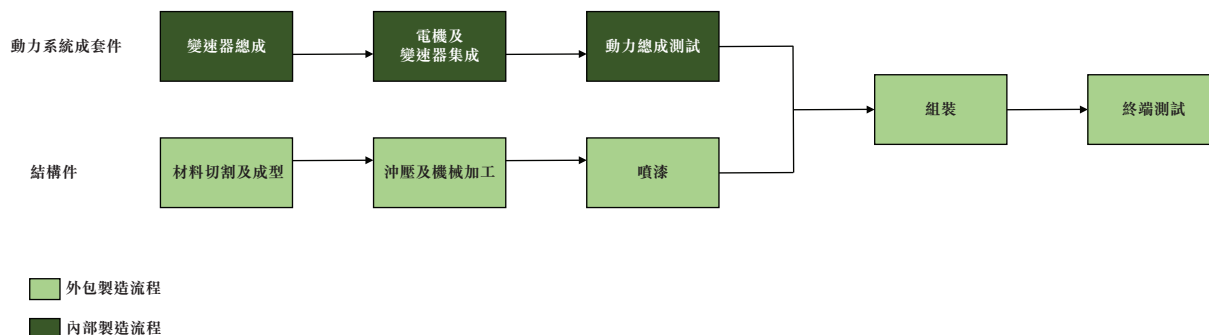 動力系統成套件
變速器總成
電機及
變速器集成
動力總成測試
組裝
終端測試
結構件
材料切割及成型
沖壓及機械加工
噴漆
外包製造流程
內部製造流程